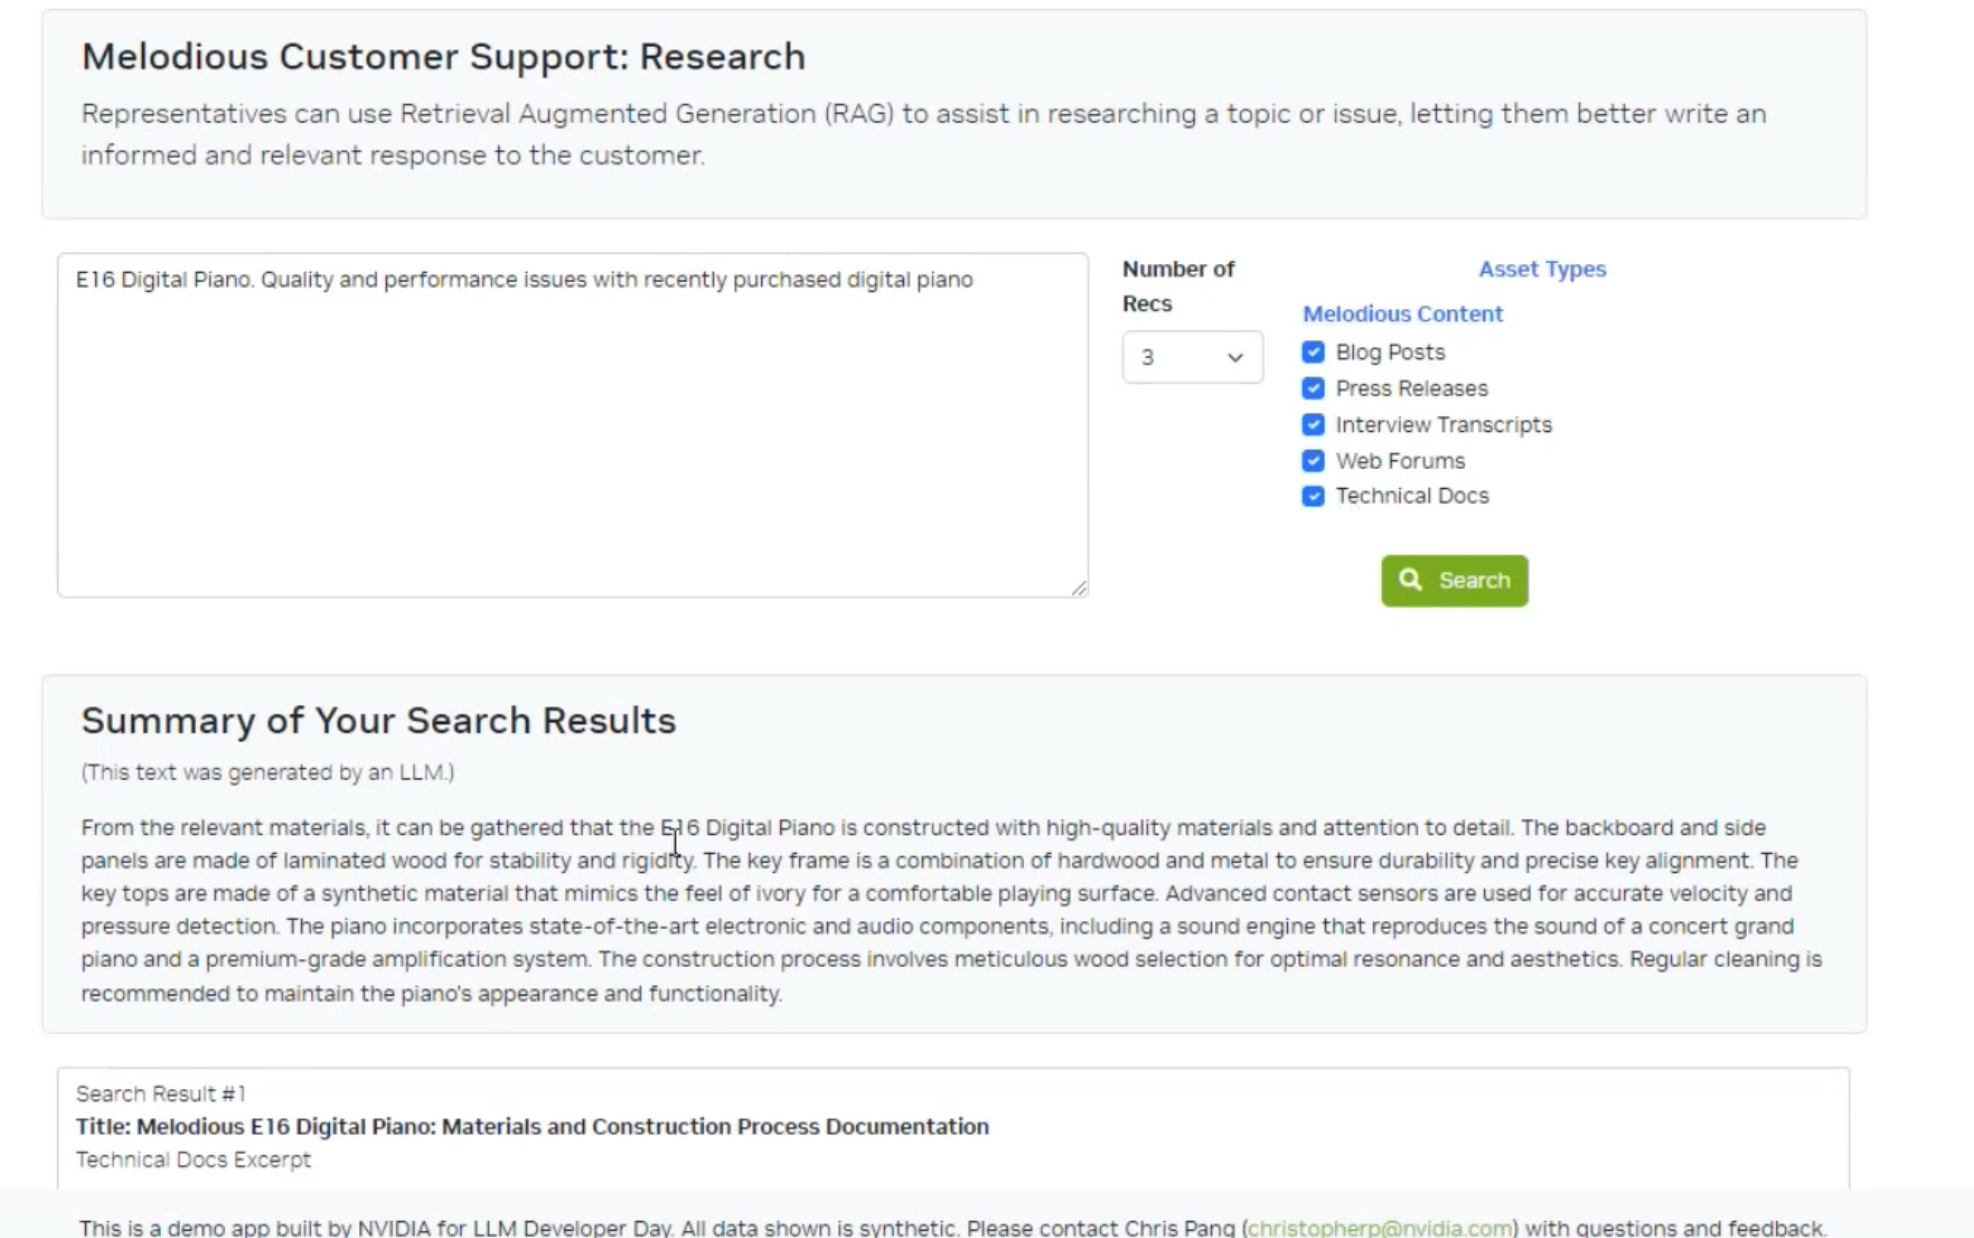 Melodious Customer Support: Research
Representatives can use Retrieval Augmented Generation (RAG) to assist in researching a topic or issue, letting them better write an
informed and relevant response to the customer.
E16 Digital Piano. Quality and performance issues with recently purchased digital piano
Number of
Recs
3
Asset Types
Melodious Content
Blog Posts
Press Releases
Interview Transcripts
Web Forums
Technical Docs
Search
Summary of Your Search Results
(This text was generated by an LLM.)
From the relevant materials, it can be gathered that the E16 Digital Piano is constructed with high-quality materials and attention to detail. The backboard and side
panels are made of laminated wood for stability and rigidity. The key frame is a combination of hardwood and metal to ensure durability and precise key alignment. The
key tops are made of a synthetic material that mimics the feel of ivory for a comfortable playing surface. Advanced contact sensors are used for accurate velocity and
pressure detection. The piano incorporates state-of-the-art electronic and audio components, including a sound engine that reproduces the sound of a concert grand
piano and a premium-grade amplification system. The construction process involves meticulous wood selection for optimal resonance and aesthetics. Regular cleaning is
recommended to maintain the piano's appearance and functionality.
Search Result #1
Title: Melodious E16 Digital Piano: Materials and Construction Process Documentation
Technical Docs Excerpt
This is a demo app built by NVIDIA for LLM Developer Day. All data shown is synthetic. Please contact Chris Pang (christopherp@nvidia.com) with questions and feedback.